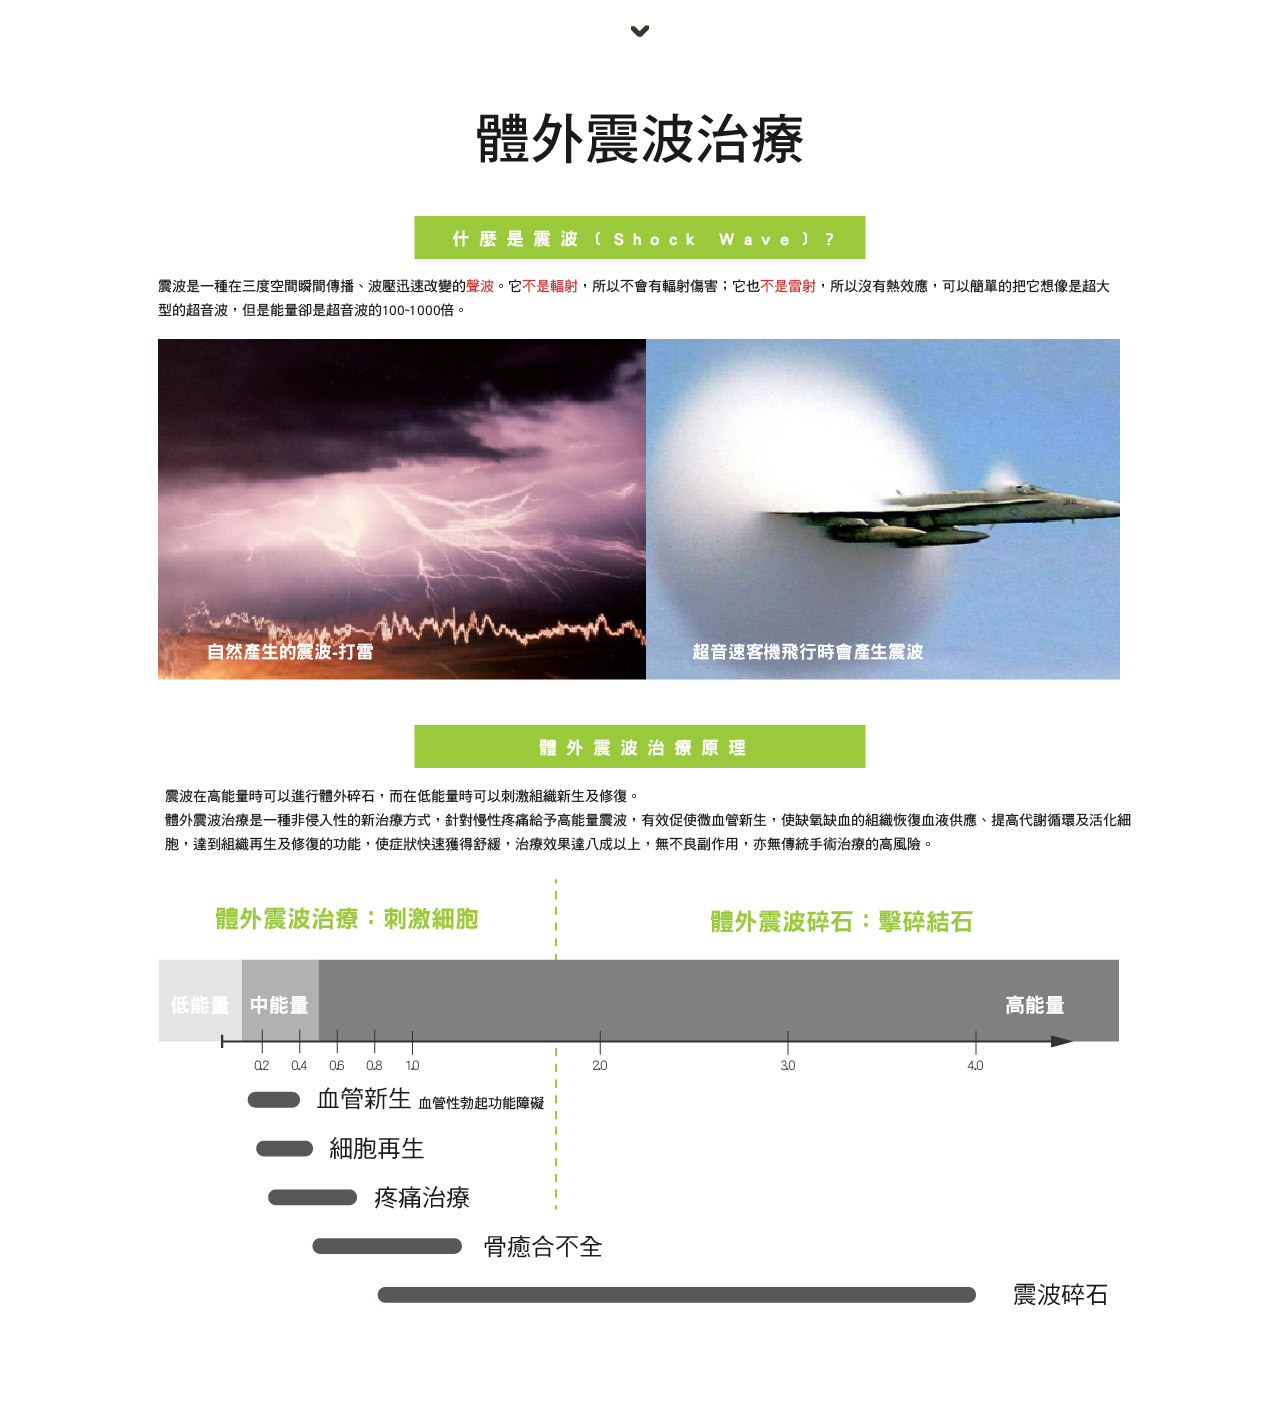 體外震波治療
什麼是震波（Shock Wave）？
震波是一種在三度空間瞬間傳播、波壓迅速改變的聲波。它不是輻射，所以不會有輻射傷害；它也不是雷射，所以沒有熱效應，可以簡單的把它想像是超大
型的超音波，但是能量卻是超音波的100~1000倍。
自然產生的震波-打雷
超音速客機飛行時會產生震波
體外震波治療原理
震波在高能量時可以進行體外碎石，而在低能量時可以刺激組織新生及修復。
體外震波治療是一種非侵入性的新治療方式，針對慢性疼痛給予高能量震波，有效促使微血管新生，使缺氧缺血的組織恢復血液供應、提高代謝循環及活化細
胞，達到組織再生及修復的功能，使症狀快速獲得舒緩，治療效果達八成以上，無不良副作用，亦無傳統手術治療的高風險。
體外震波治療：刺激細胞
體外震波碎石：擊碎結石
低能量 中能量 高能量
0.2 0.4 0.6 0.8 1.0 2.0 3.0 4.0
血管新生 血管性勃起功能障礙
細胞再生
疼痛治療
骨癒合不全
震波碎石